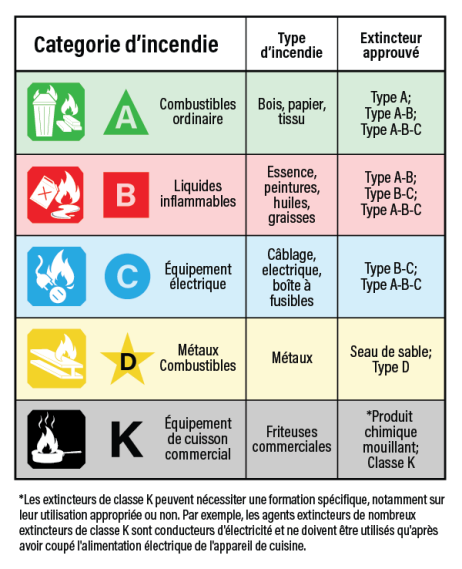 Categorie d'incendie
Type
d'incendie
Extincteur
approuvé
A
Combustibles
ordinaire
Bois, papier,
tissu
Type A;
Type A-B;
Type A-B-C
B
Liquides
inflammables
Essence,
peintures,
huiles,
graisses
Type A-B;
Type B-C;
Type A-B-C
C
Équipement
électrique
Câblage,
electrique,
boîte à
fusibles
Type B-C;
Type A-B-C
D
Métaux
Combustibles
Métaux
Seau de sable;
Type D
K
Équipement
de cuisson
commercial
Friteuses
commerciales
*Produit
chimique
mouillant;
Classe K
*Les extincteurs de classe K peuvent nécessiter une formation spécifique, notamment sur
leur utilisation appropriée ou non. Par exemple, les agents extincteurs de nombreux
extincteurs de classe K sont conducteurs d'électricité et ne doivent être utilisés qu'après
avoir coupé l'alimentation électrique de l'appareil de cuisine.